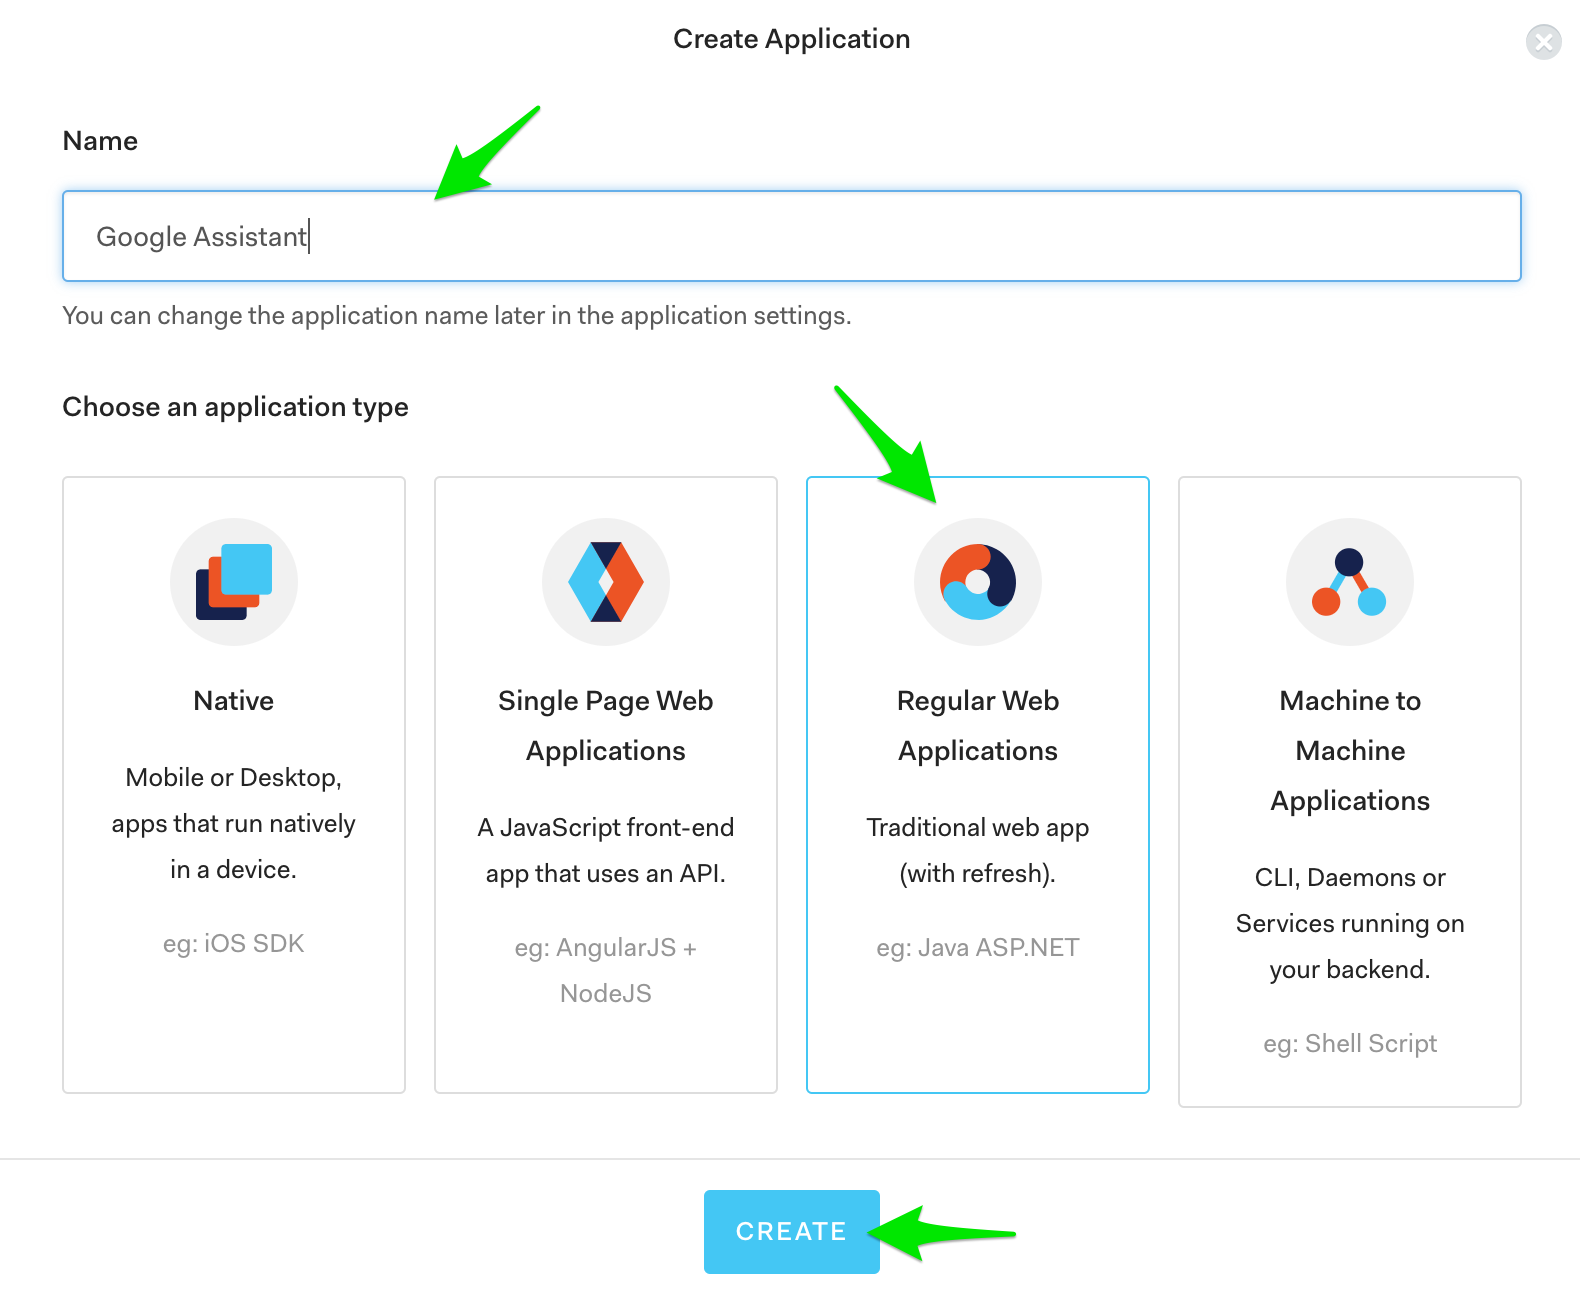 Create Application
Name
Google Assistant
You can change the application name later in the application settings.
Choose an application type
Native
Mobile or Desktop,
apps that run natively
in a device.
eg: iOS SDK
Single Page Web
Applications
A JavaScript front-end
app that uses an API.
eg: AngularJS +
NodeJS
Regular Web
Applications
Traditional web app
(with refresh).
eg: Java ASP.NET
Machine to
Machine
Applications
CLI, Daemons or
Services running on
your backend.
eg: Shell Script
CREATE